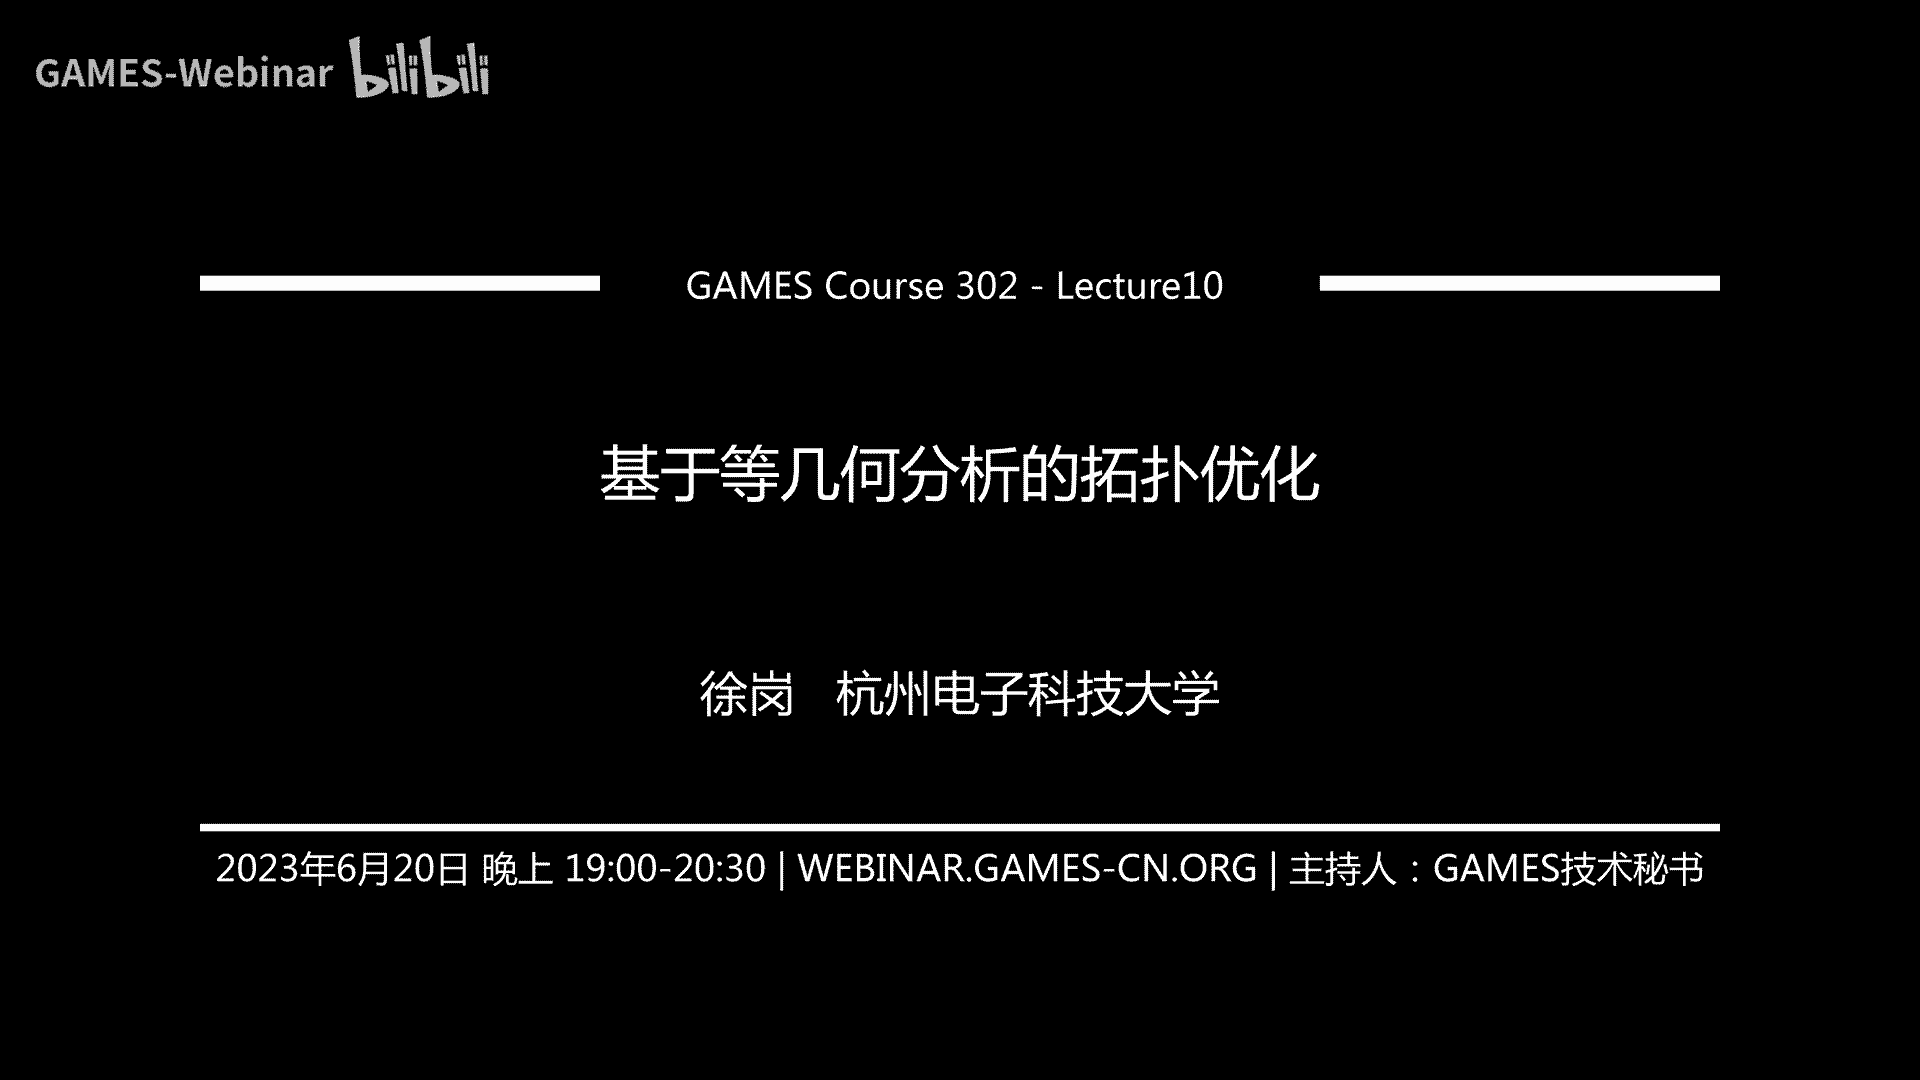 GAMES-Webinar bilibili
GAMES Course 302 - Lecture10
基于等几何分析的拓扑优化
徐岗 杭州电子科技大学
2023年6月20日 晚上 19:00-20:30 | WEBINAR.GAMES-CN.ORG | 主持人：GAMES技术秘书